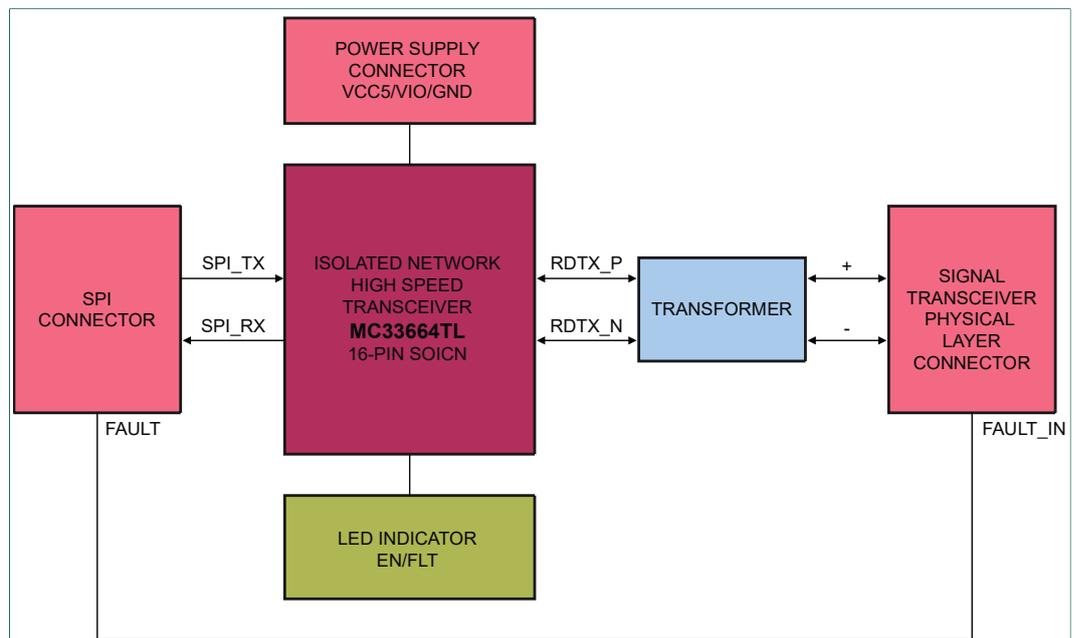 POWER SUPPLY
CONNECTOR
VCC5/VIO/GND
SPI
CONNECTOR
SPI_TX
SPI_RX
ISOLATED NETWORK
HIGH SPEED
TRANSCEIVER
MC33664TL
16-PIN SOICN
RDTX_P
RDTX_N
TRANSFORMER
+
-
SIGNAL
TRANSCEIVER
PHYSICAL
LAYER
CONNECTOR
FAULT
FAULT_IN
LED INDICATOR
EN/FLT